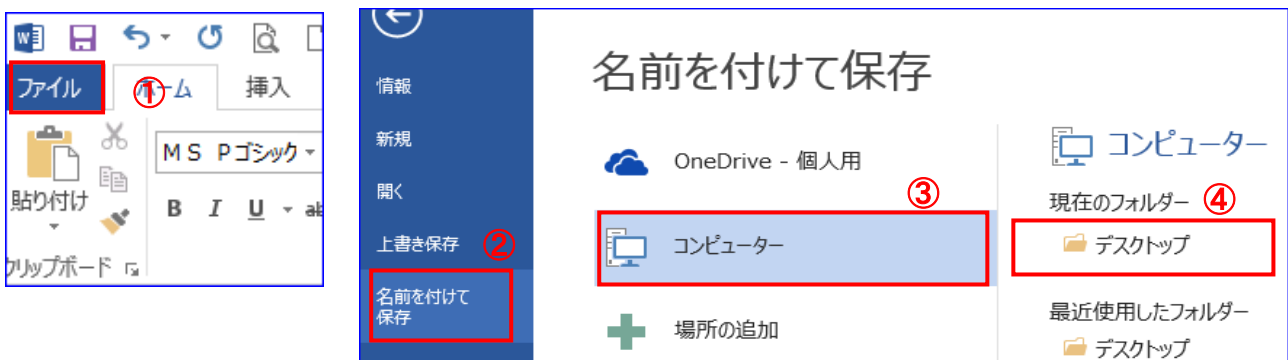 ファイル
①
ホーム
挿入
MS Pゴシック
貼り付け
B I U ab
クリップボード
情報
新規
開く
上書き保存
②
名前を付けて
保存
名前を付けて保存
OneDrive - 個人用
③
コンピューター
場所の追加
コンピューター
現在のフォルダー
④
デスクトップ
最近使用したフォルダー
デスクトップ